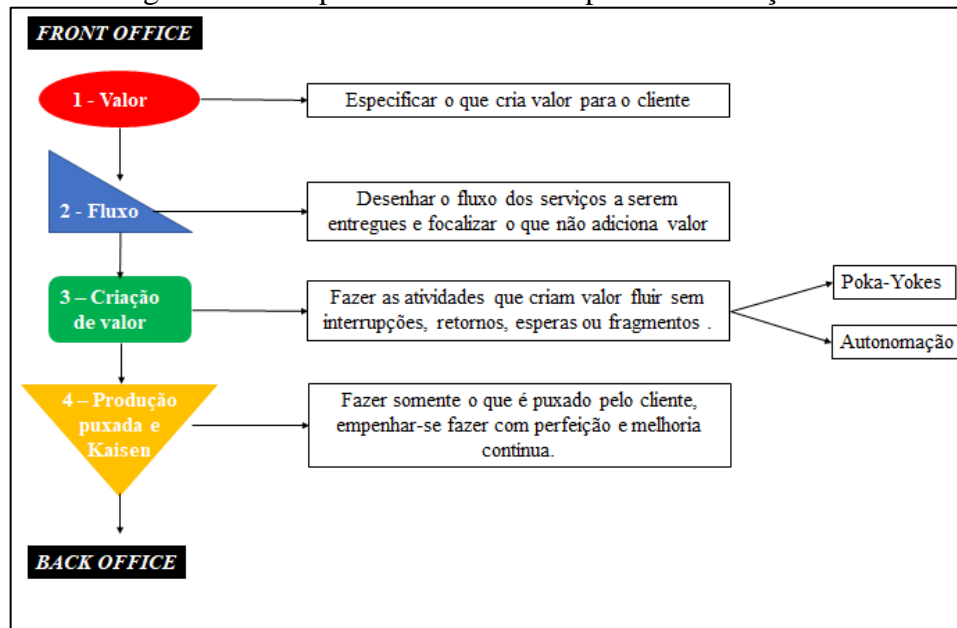 FRONT OFFICE
1 - Valor
Especificar o que cria valor para o cliente
2 - Fluxo
Desenhar o fluxo dos serviços a serem
entregues e focalizar o que não adiciona valor
3 – Criação
de valor
Fazer as atividades que criam valor fluir sem
interrupções, retornos, esperas ou fragmentos .
Poka-Yokes
Autonomação
4 – Produção
puxada e
Kaisen
Fazer somente o que é puxado pelo cliente,
empenhar-se fazer com perfeição e melhoria
continua.
BACK OFFICE